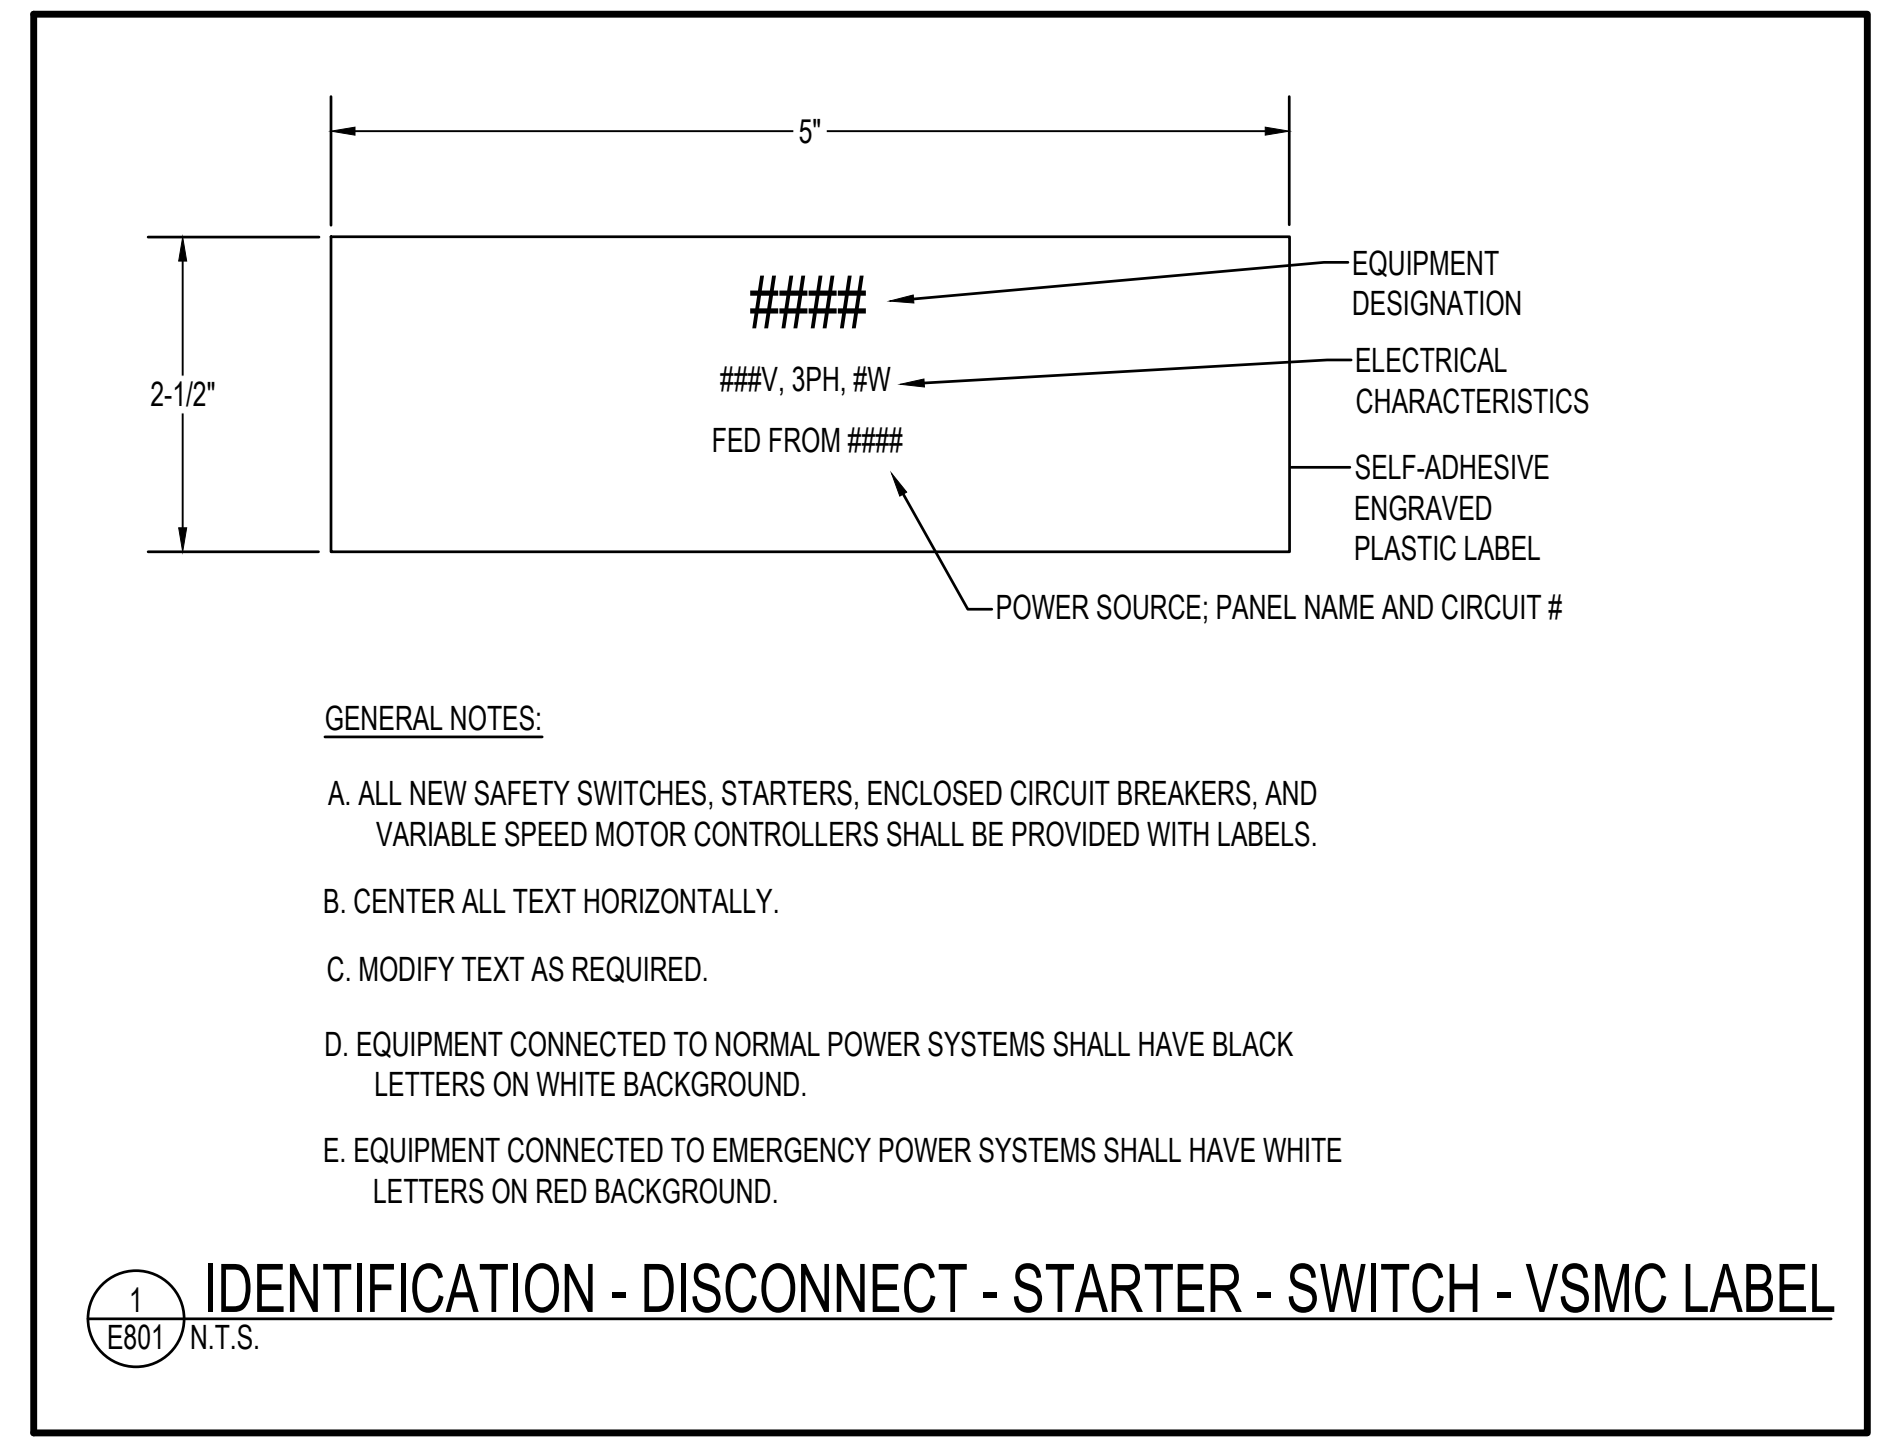 5"
2-1/2"
####
###V, 3PH, #W
FED FROM ####
EQUIPMENT
DESIGNATION
ELECTRICAL
CHARACTERISTICS
SELF-ADHESIVE
ENGRAVED
PLASTIC LABEL
POWER SOURCE; PANEL NAME AND CIRCUIT #
GENERAL NOTES:
A. ALL NEW SAFETY SWITCHES, STARTERS, ENCLOSED CIRCUIT BREAKERS, AND
VARIABLE SPEED MOTOR CONTROLLERS SHALL BE PROVIDED WITH LABELS.
B. CENTER ALL TEXT HORIZONTALLY.
C. MODIFY TEXT AS REQUIRED.
D. EQUIPMENT CONNECTED TO NORMAL POWER SYSTEMS SHALL HAVE BLACK
LETTERS ON WHITE BACKGROUND.
E. EQUIPMENT CONNECTED TO EMERGENCY POWER SYSTEMS SHALL HAVE WHITE
LETTERS ON RED BACKGROUND.
1
E801
IDENTIFICATION - DISCONNECT - STARTER - SWITCH - VSMC LABEL
N.T.S.